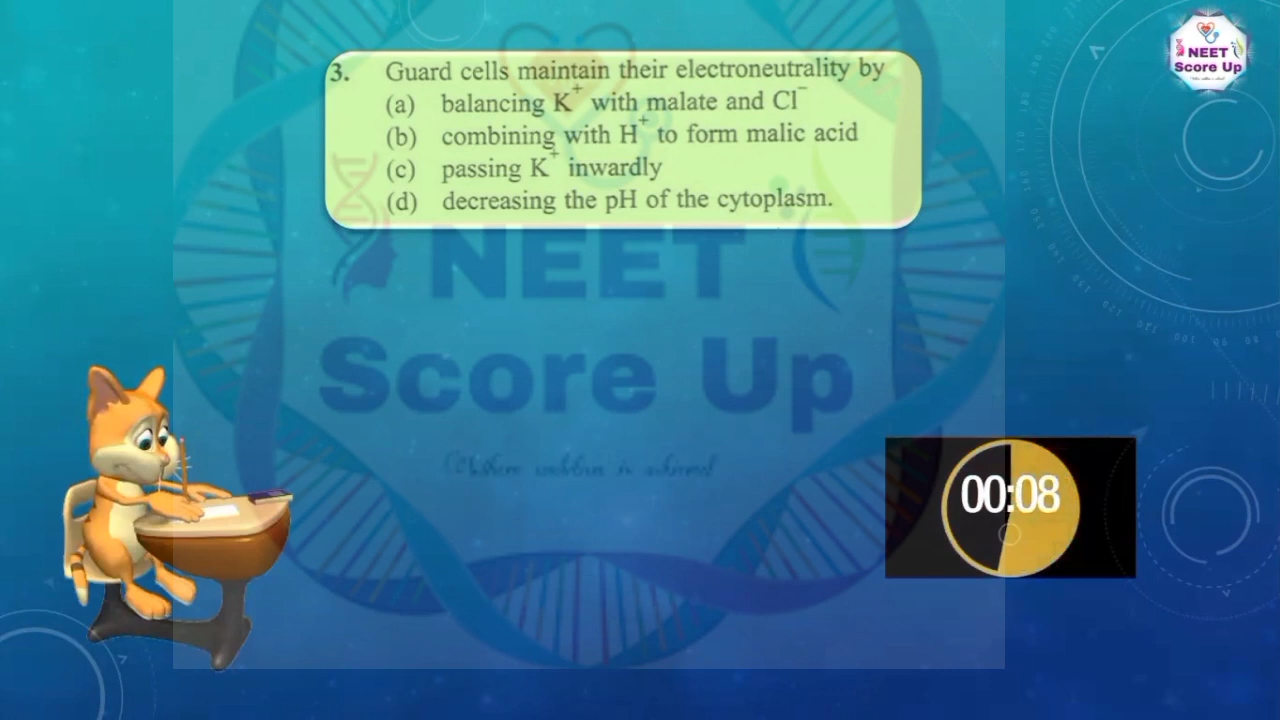 NEET
Score Up
3. Guard cells maintain their electroneutrality by
(a) balancing K⁺ with malate and Cl⁻
(b) combining with H⁺ to form malic acid
(c) passing K⁺ inwardly
(d) decreasing the pH of the cytoplasm.
NEET
Score Up
00:08